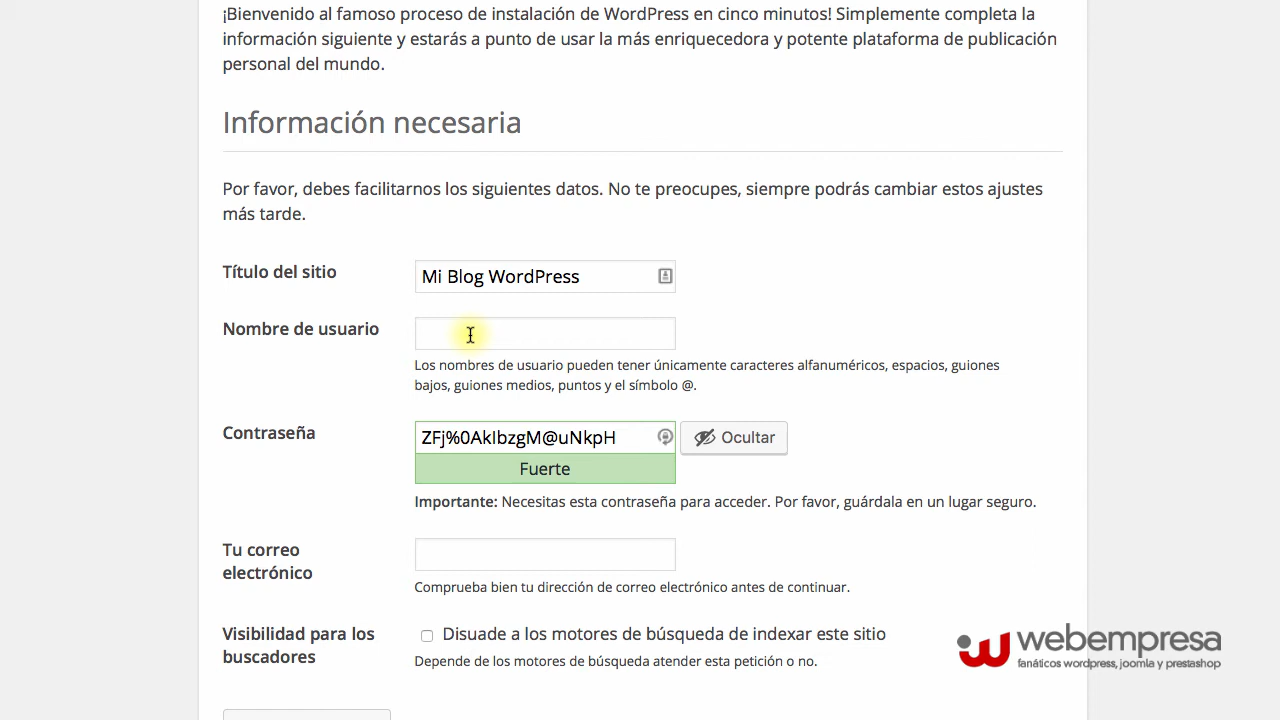 ¡Bienvenido al famoso proceso de instalación de WordPress en cinco minutos! Simplemente completa la
información siguiente y estarás a punto de usar la más enriquecedora y potente plataforma de publicación
personal del mundo.
Información necesaria
Por favor, debes facilitarnos los siguientes datos. No te preocupes, siempre podrás cambiar estos ajustes
más tarde.
Título del sitio
Mi Blog WordPress
Nombre de usuario
Los nombres de usuario pueden tener únicamente caracteres alfanuméricos, espacios, guiones
bajos, guiones medios, puntos y el símbolo @.
Contraseña
ZFj%0AkIbzgM@uNkpH
Ocultar
Fuerte
Importante: Necesitas esta contraseña para acceder. Por favor, guárdala en un lugar seguro.
Tu correo
electrónico
Comprueba bien tu dirección de correo electrónico antes de continuar.
Visibilidad para los
buscadores
Disuade a los motores de búsqueda de indexar este sitio
Depende de los motores de búsqueda atender esta petición o no.
webempresa
fanáticos wordpress, joomla y prestashop